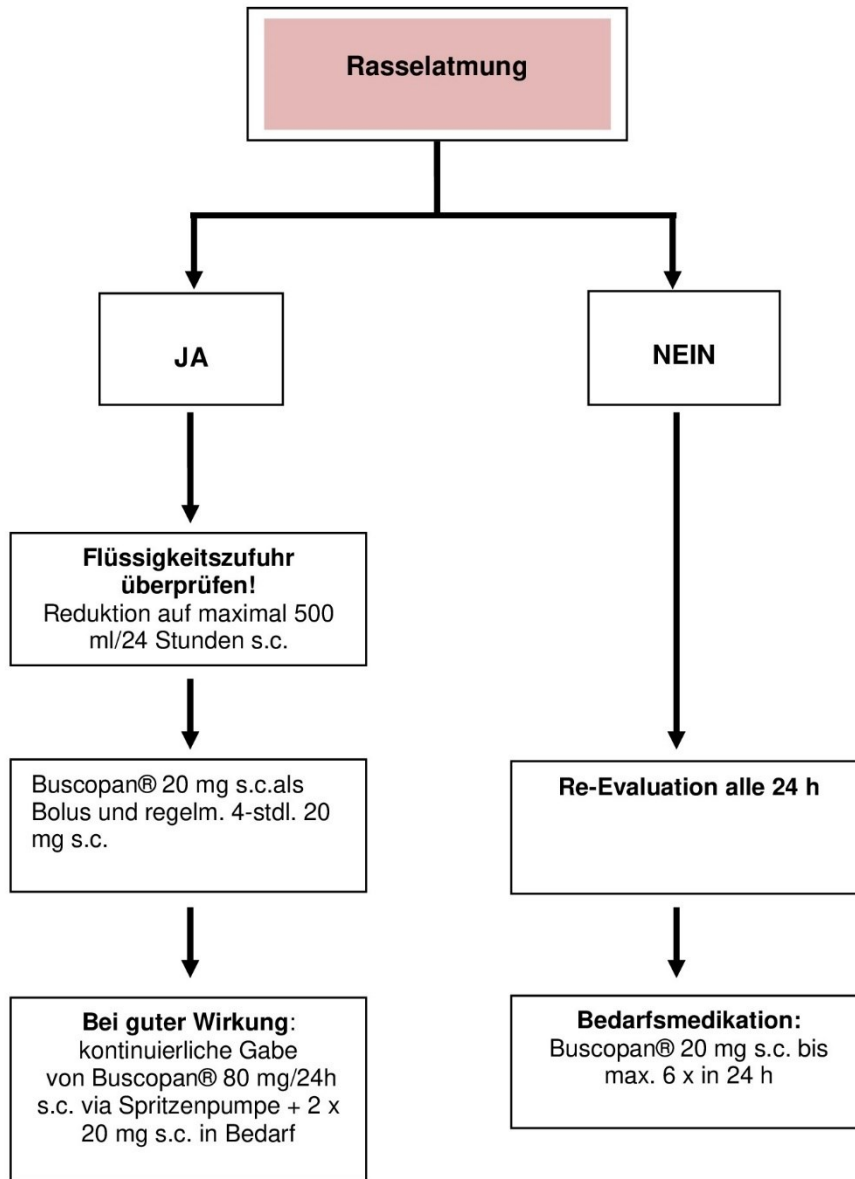 Rasselatmung
JA
NEIN
Flüssigkeitszufuhr
überprüfen!
Reduktion auf maximal 500
ml/24 Stunden s.c.
Buscopan® 20 mg s.c.als
Bolus und regelm. 4-stdl. 20
mg s.c.
Re-Evaluation alle 24 h
Bei guter Wirkung:
kontinuierliche Gabe
von Buscopan® 80 mg/24h
s.c. via Spritzenpumpe + 2 x
20 mg s.c. in Bedarf
Bedarfsmedikation:
Buscopan® 20 mg s.c. bis
max. 6 x in 24 h